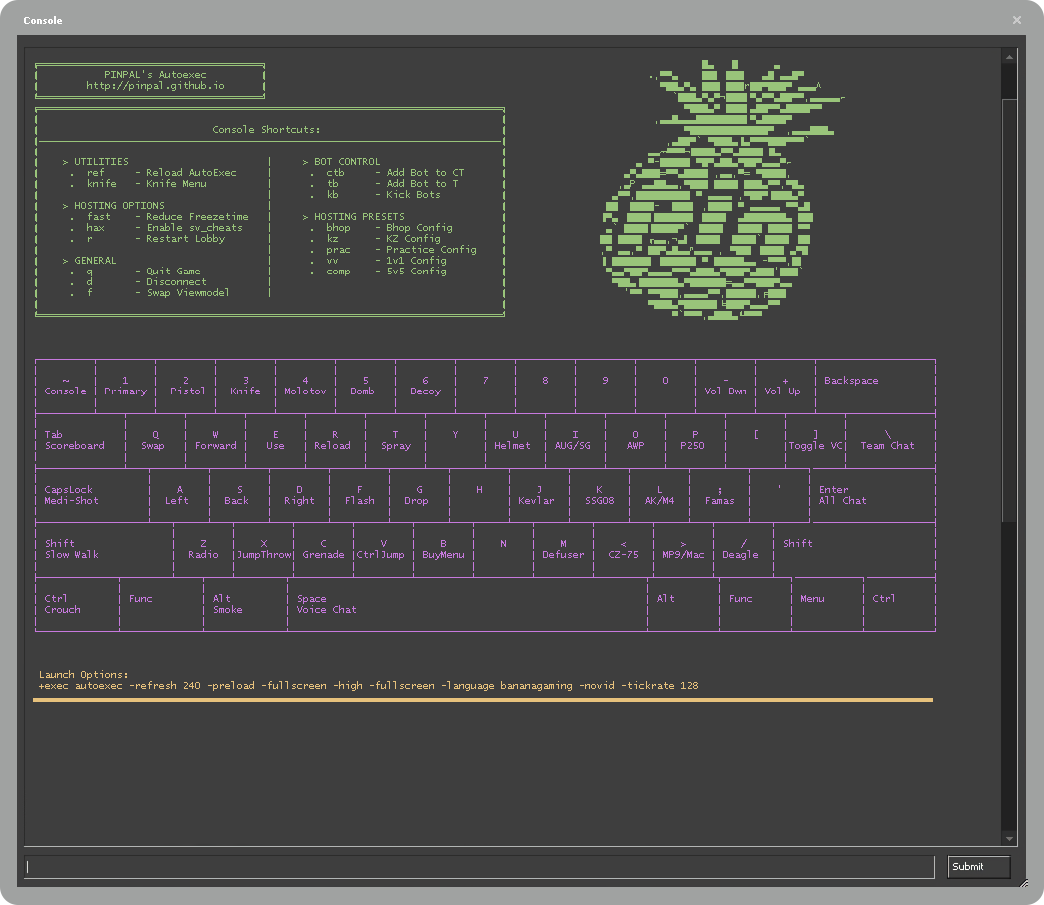 Console
PINPAL's Autoexec
http://pinpal.github.io
Console Shortcuts:
> UTILITIES
. ref - Reload AutoExec
. knife - Knife Menu
> HOSTING OPTIONS
. fast - Reduce Freezetime
. hax - Enable sv_cheats
. r - Restart Lobby
> GENERAL
. q - Quit Game
. d - Disconnect
. f - Swap Viewmodel
> BOT CONTROL
. ctb - Add Bot to CT
. tb - Add Bot to T
. kb - Kick Bots
> HOSTING PRESETS
. bhop - Bhop Config
. kz - KZ Config
. prac - Practice Config
. vv - 1v1 Config
. comp - 5v5 Config
~ 1 2 3 4 5 6 7 8 9 0 - + Backspace
Console Primary Pistol Knife Molotov Domb Decoy Vol Dwn Vol Up
Tab Q W E R T Y U I O P [ ] \
Scoreboard Swap Forward Use Reload Spray Helmet AUG/SG AWP P250 Toggle VC Team Chat
CapsLock A S D F G H J K L ; ' Enter
Medi-Shot Left Back Right Flash Drop Kevlar SSG08 AK/M4 Famas All Chat
Shift Z X C V B N M < > / Shift
Slow Walk Radio JumpThrow Grenade CtrlJump BuyMenu Defuser CZ-75 MP9/Mac Deagle
Ctrl Func Alt Space Alt Func Menu Ctrl
Crouch Smoke Voice Chat
Launch Options:
+exec autoexec -refresh 240 -preload -fullscreen -high -fullscreen -language bananagaming -novid -tickrate 128
Submit